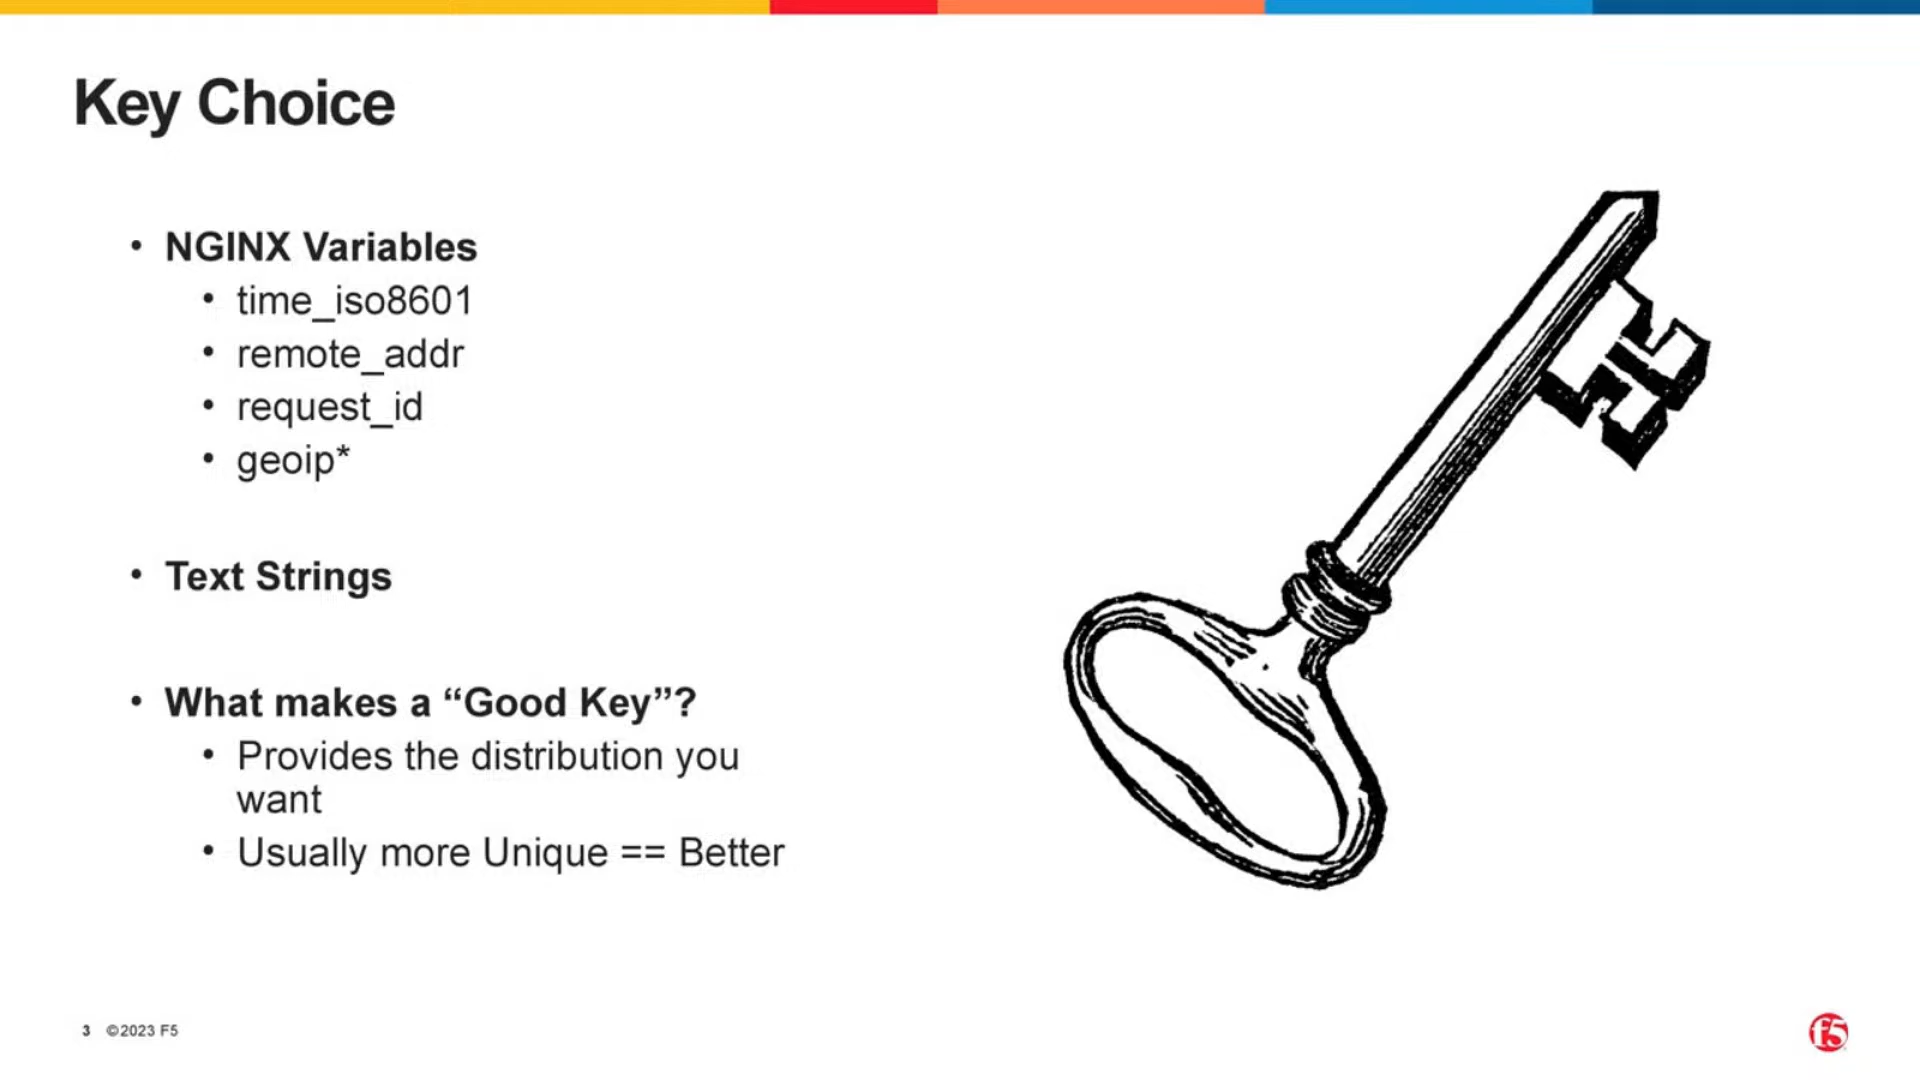 Key Choice
• NGINX Variables
• time_iso8601
• remote_addr
• request_id
• geoip*
• Text Strings
• What makes a “Good Key”?
• Provides the distribution you
want
• Usually more Unique == Better
3 ©2023 F5
f5